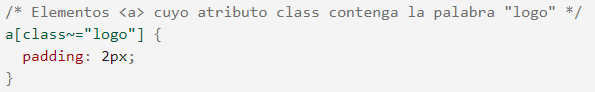 /* Elementos <a> cuyo atributo class contenga la palabra "logo" */
a[class~="logo"] {
  padding: 2px;
}